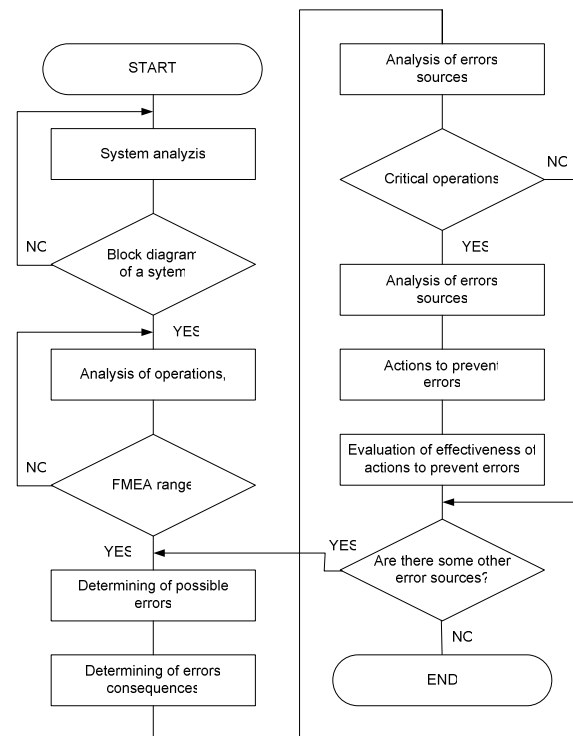 START
System analyzis
NO
Block diagram
of a sytem
YES
Analysis of operations,
NO
FMEA range
YES
Determining of possible
errors
Determining of errors
consequences
Analysis of errors
sources
Critical operations
NO
YES
Analysis of errors
sources
Actions to prevent
errors
Evaluation of effectiveness of
actions to prevent errors
YES
Are there some other
error sources?
NO
END